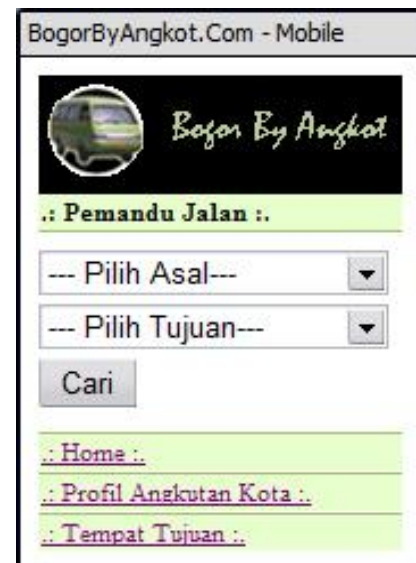 BogorByAngkot.Com - Mobile
Bogor By Angkot
.: Pemandu Jalan :.
--- Pilih Asal---
--- Pilih Tujuan---
Cari
.: Home :.
.: Profil Angkutan Kota :.
.: Tempat Tujuan :.